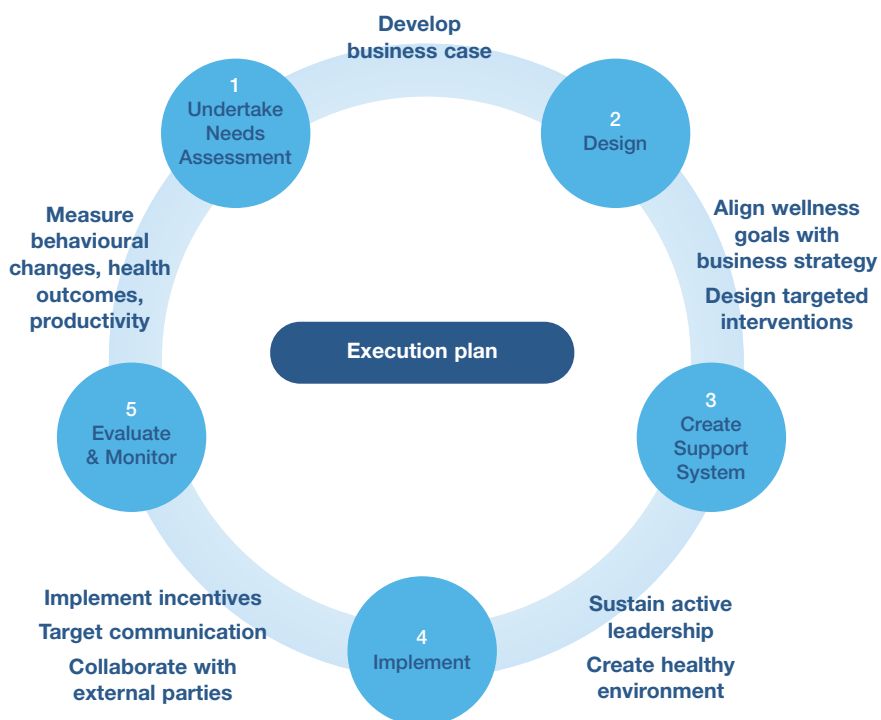 Develop
business case
1
Undertake
Needs
Assessment
2
Design
Align wellness
goals with
business strategy
Design targeted
interventions
3
Create
Support
System
Sustain active
leadership
Create healthy
environment
4
Implement
Implement incentives
Target communication
Collaborate with
external parties
5
Evaluate
& Monitor
Measure
behavioural
changes, health
outcomes,
productivity
Execution plan